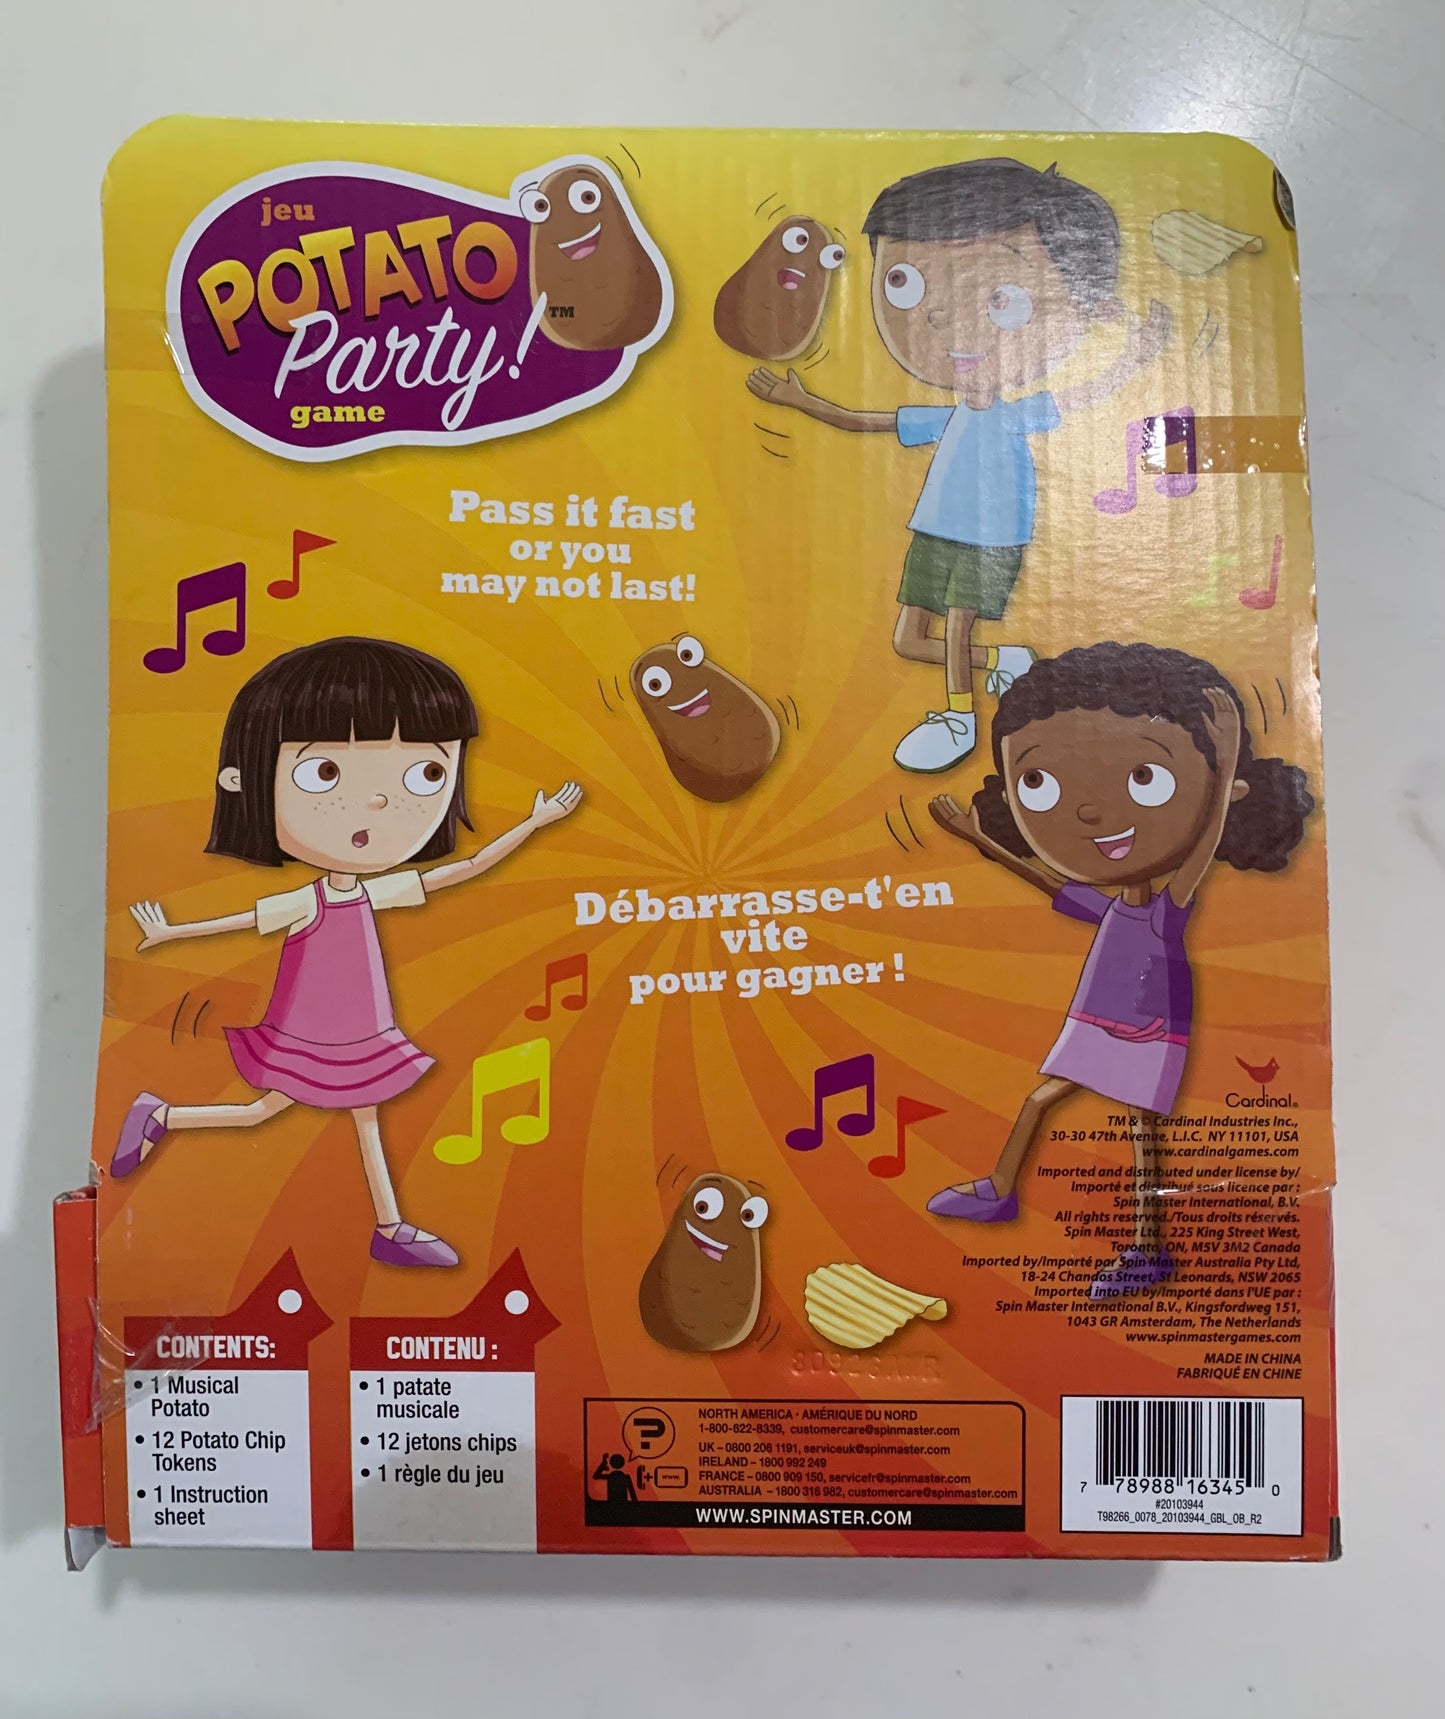 jeu
POTATO
Party!™
game
Pass it fast
or you
may not last!
Débarrasse-t'en
vite
pour gagner !
Cardinal®
TM & © Cardinal Industries Inc.,
30-30 47th Avenue, L.I.C. NY 11101, USA
www.cardinalgames.com
Imported and distributed under license by/
Importé et distribué sous licence par :
Spin Master International, B.V.
All rights reserved./Tous droits réservés.
Spin Master Ltd., 225 King Street West,
Toronto, ON, M5V 3M2 Canada
Imported by/Importé par Spin Master Australia Pty Ltd,
18-24 Chandos Street, St Leonards, NSW 2065
Imported into EU by/Importé dans l'UE par :
Spin Master International B.V., Kingsfordweg 151,
1043 GR Amsterdam, The Netherlands
www.spinmastergames.com
MADE IN CHINA
FABRIQUÉ EN CHINE
CONTENTS:
• 1 Musical
Potato
• 12 Potato Chip
Tokens
• 1 Instruction
sheet
CONTENU :
• 1 patate
musicale
• 12 jetons chips
• 1 règle du jeu
?
www.
NORTH AMERICA · AMÉRIQUE DU NORD
1-800-622-8339, customercare@spinmaster.com
UK – 0800 206 1191, serviceuk@spinmaster.com
IRELAND – 1800 992 249
FRANCE – 0800 909 150, servicefr@spinmaster.com
AUSTRALIA – 1800 316 982, customercare@spinmaster.com
WWW.SPINMASTER.COM
7 78988 16345 0
#20103944
T98266_0078_20103944_GBL_OB_R2